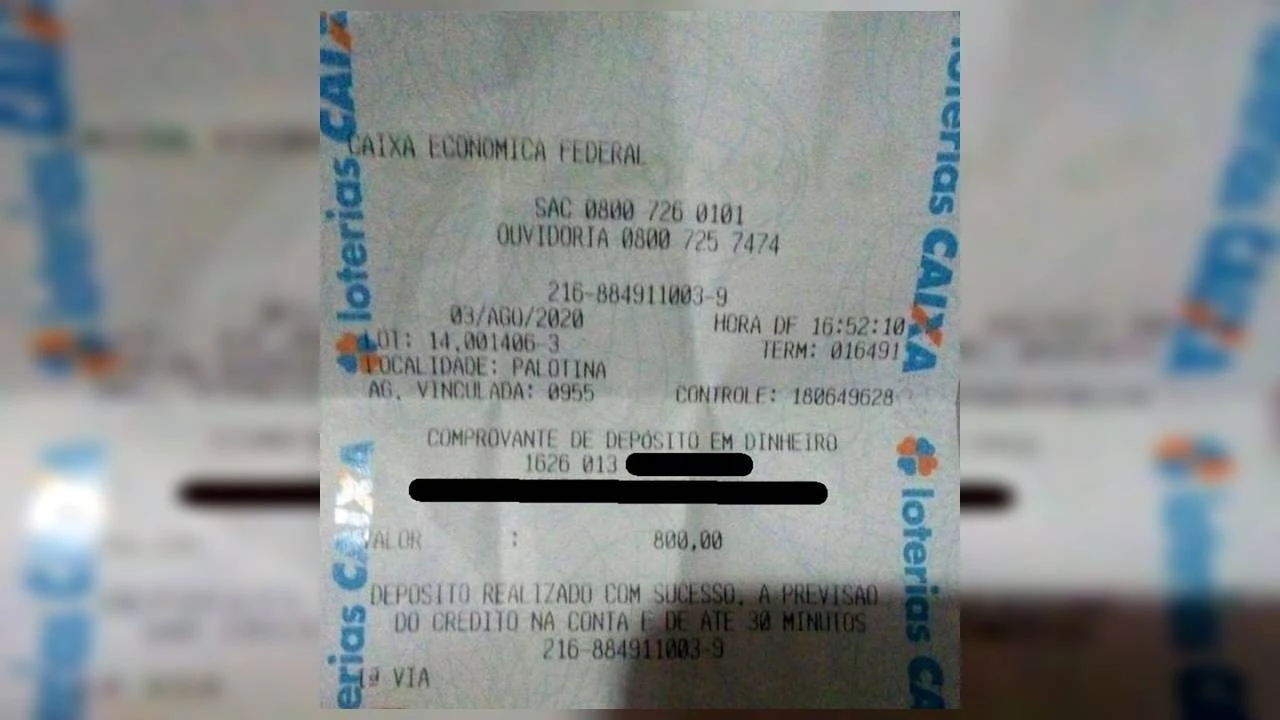 CAIXA ECONOMICA FEDERAL
SAC 0800 726 0101
OUVIDORIA 0800 725 7474
216-884911003-9
03/AGO/2020 HORA DF 16:52:10
LOT: 14.001406-3 TERM: 016491
LOCALIDADE: PALOTINA
AG. VINCULADA: 0955 CONTROLE: 180649628
COMPROVANTE DE DEPOSITO EM DINHEIRO
1626 013
VALOR : 800,00
DEPOSITO REALIZADO COM SUCESSO. A PREVISAO
DO CREDITO NA CONTA E DE ATE 30 MINUTOS
216-884911003-9
1ª VIA
loterias CAIXA
loterias CAIXA
loterias CAIXA
loterias CA